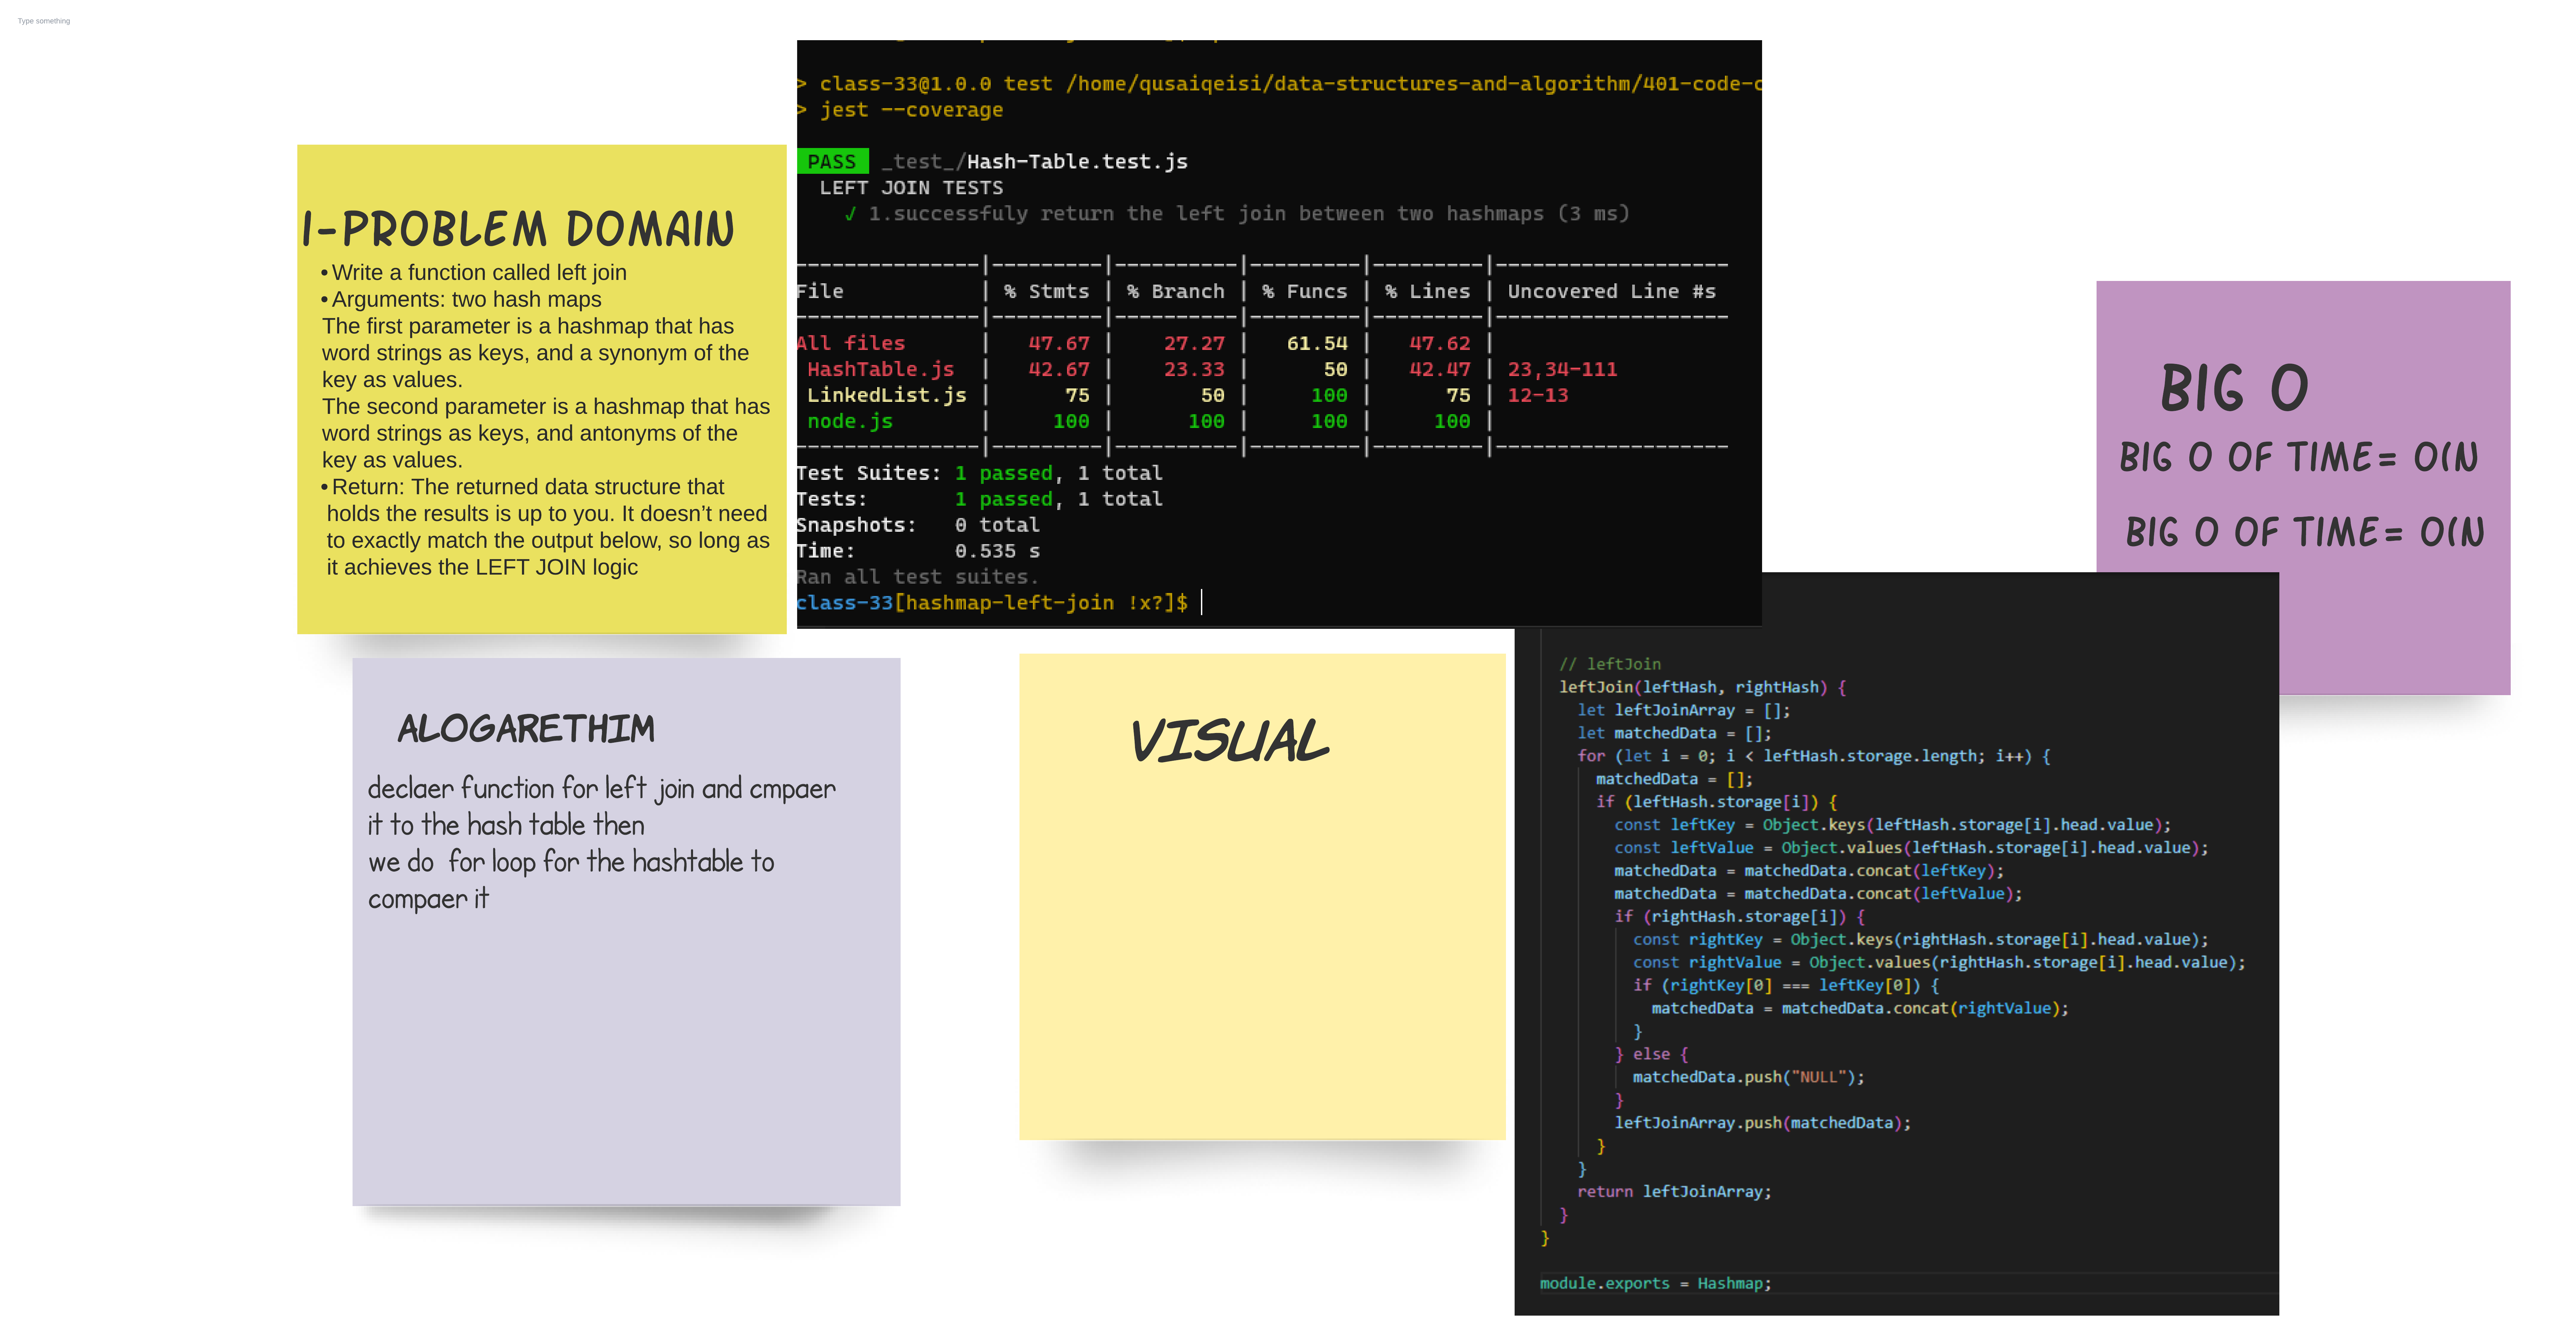 Type something
1-PROBLEM DOMAIN
• Write a function called left join
• Arguments: two hash maps
The first parameter is a hashmap that has
word strings as keys, and a synonym of the
key as values.
The second parameter is a hashmap that has
word strings as keys, and antonyms of the
key as values.
• Return: The returned data structure that
holds the results is up to you. It doesn’t need
to exactly match the output below, so long as
it achieves the LEFT JOIN logic
> class-33@1.0.0 test /home/qusaiqeisi/data-structures-and-algorithm/401-code-c
> jest --coverage
PASS _test_/Hash-Table.test.js
LEFT JOIN TESTS
√ 1.successfuly return the left join between two hashmaps (3 ms)
---------------|---------|----------|---------|---------|-------------------
File | % Stmts | % Branch | % Funcs | % Lines | Uncovered Line #s
---------------|---------|----------|---------|---------|-------------------
All files | 47.67 | 27.27 | 61.54 | 47.62 |
HashTable.js | 42.67 | 23.33 | 50 | 42.47 | 23,34-111
LinkedList.js | 75 | 50 | 100 | 75 | 12-13
node.js | 100 | 100 | 100 | 100 |
---------------|---------|----------|---------|---------|-------------------
Test Suites: 1 passed, 1 total
Tests: 1 passed, 1 total
Snapshots: 0 total
Time: 0.535 s
Ran all test suites.
class-33[hashmap-left-join !x?]$
BIG O
BIG O OF TIME= O(N
BIG O OF TIME= O(N
ALOGARETHIM
declaer function for left join and cmpaer
it to the hash table then
we do for loop for the hashtable to
compaer it
VISUAL
// leftJoin
leftJoin(leftHash, rightHash) {
let leftJoinArray = [];
let matchedData = [];
for (let i = 0; i < leftHash.storage.length; i++) {
matchedData = [];
if (leftHash.storage[i]) {
const leftKey = Object.keys(leftHash.storage[i].head.value);
const leftValue = Object.values(leftHash.storage[i].head.value);
matchedData = matchedData.concat(leftKey);
matchedData = matchedData.concat(leftValue);
if (rightHash.storage[i]) {
const rightKey = Object.keys(rightHash.storage[i].head.value);
const rightValue = Object.values(rightHash.storage[i].head.value);
if (rightKey[0] === leftKey[0]) {
matchedData = matchedData.concat(rightValue);
}
} else {
matchedData.push("NULL");
}
leftJoinArray.push(matchedData);
}
}
return leftJoinArray;
}
}
module.exports = Hashmap;